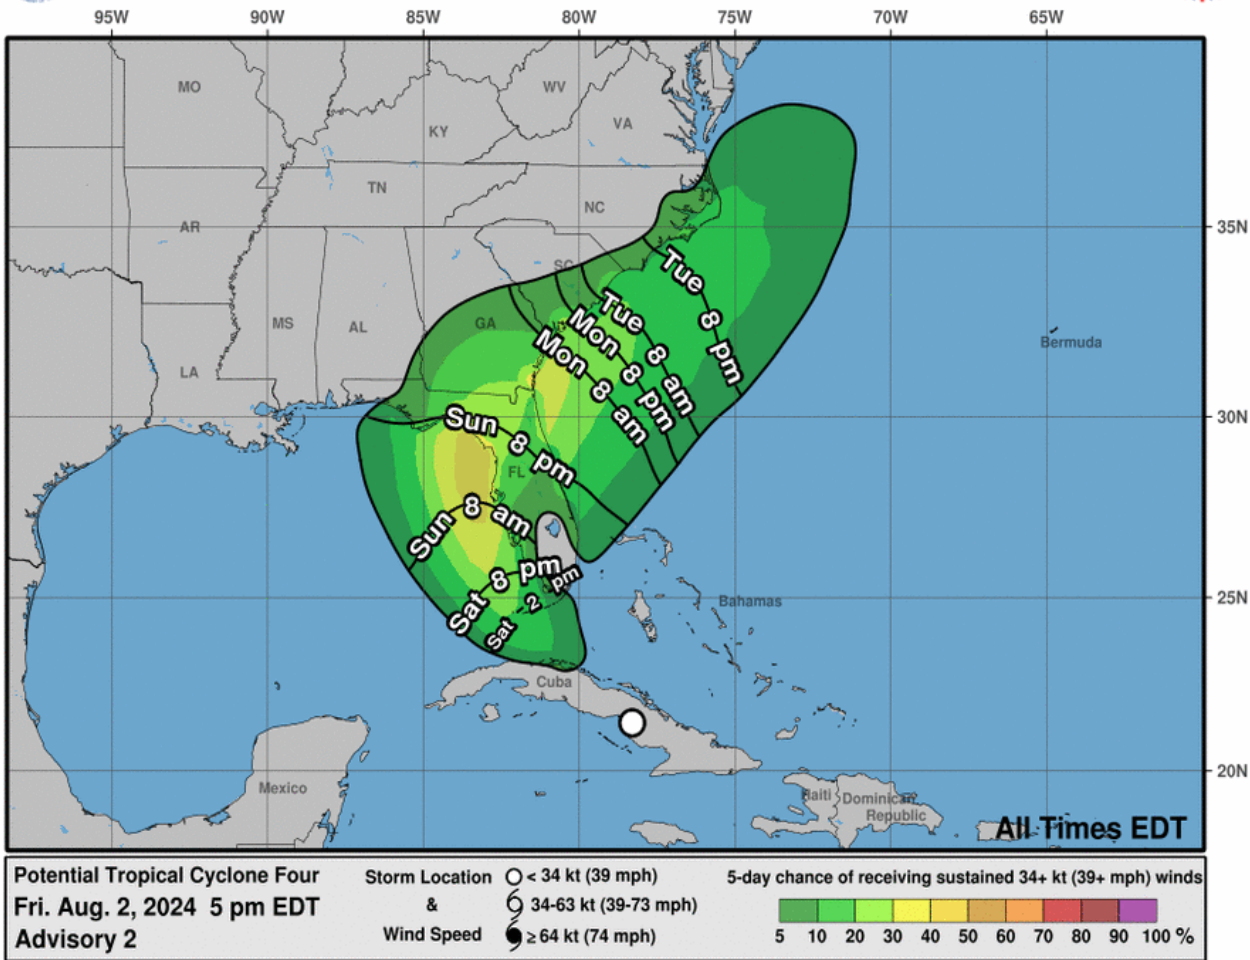 95W 90W 85W 80W 75W 70W 65W
MO WV
KY VA
TN
NC
AR 35N
SC
Tue 8 pm
Tue 8 am
Mon 8 pm
Mon 8 am
MS AL GA
Bermuda
LA
30N
Sun 8 pm
FL
Sun 8 am
Sat 8 pm
Sat 2 pm
25N
Bahamas
Cuba
20N
Mexico
Haiti Dominican
Republic
All Times EDT
Potential Tropical Cyclone Four
Fri. Aug. 2, 2024 5 pm EDT
Advisory 2
Storm Location
&
Wind Speed
< 34 kt (39 mph)
34-63 kt (39-73 mph)
≥ 64 kt (74 mph)
5-day chance of receiving sustained 34+ kt (39+ mph) winds
5 10 20 30 40 50 60 70 80 90 100 %